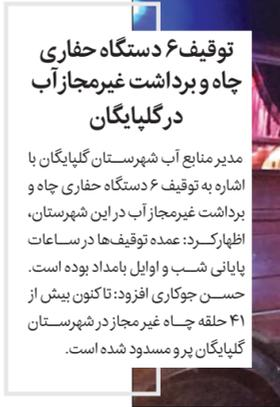 توقیف ۶ دستگاه حفاری
چاه و برداشت غیرمجاز آب
در گلپایگان
مدیر منابع آب شهرستان گلپایگان با
اشاره به توقیف ۶ دستگاه حفاری چاه و
برداشت غیرمجاز آب در این شهرستان،
اظهار کرد: عمده توقیف‌ها در ساعات
پایانی شب و اوایل بامداد بوده است.
حسن جوکاری افزود: تاکنون بیش از
۴۱ حلقه چاه غیر مجاز در شهرستان
گلپایگان پر و مسدود شده است.